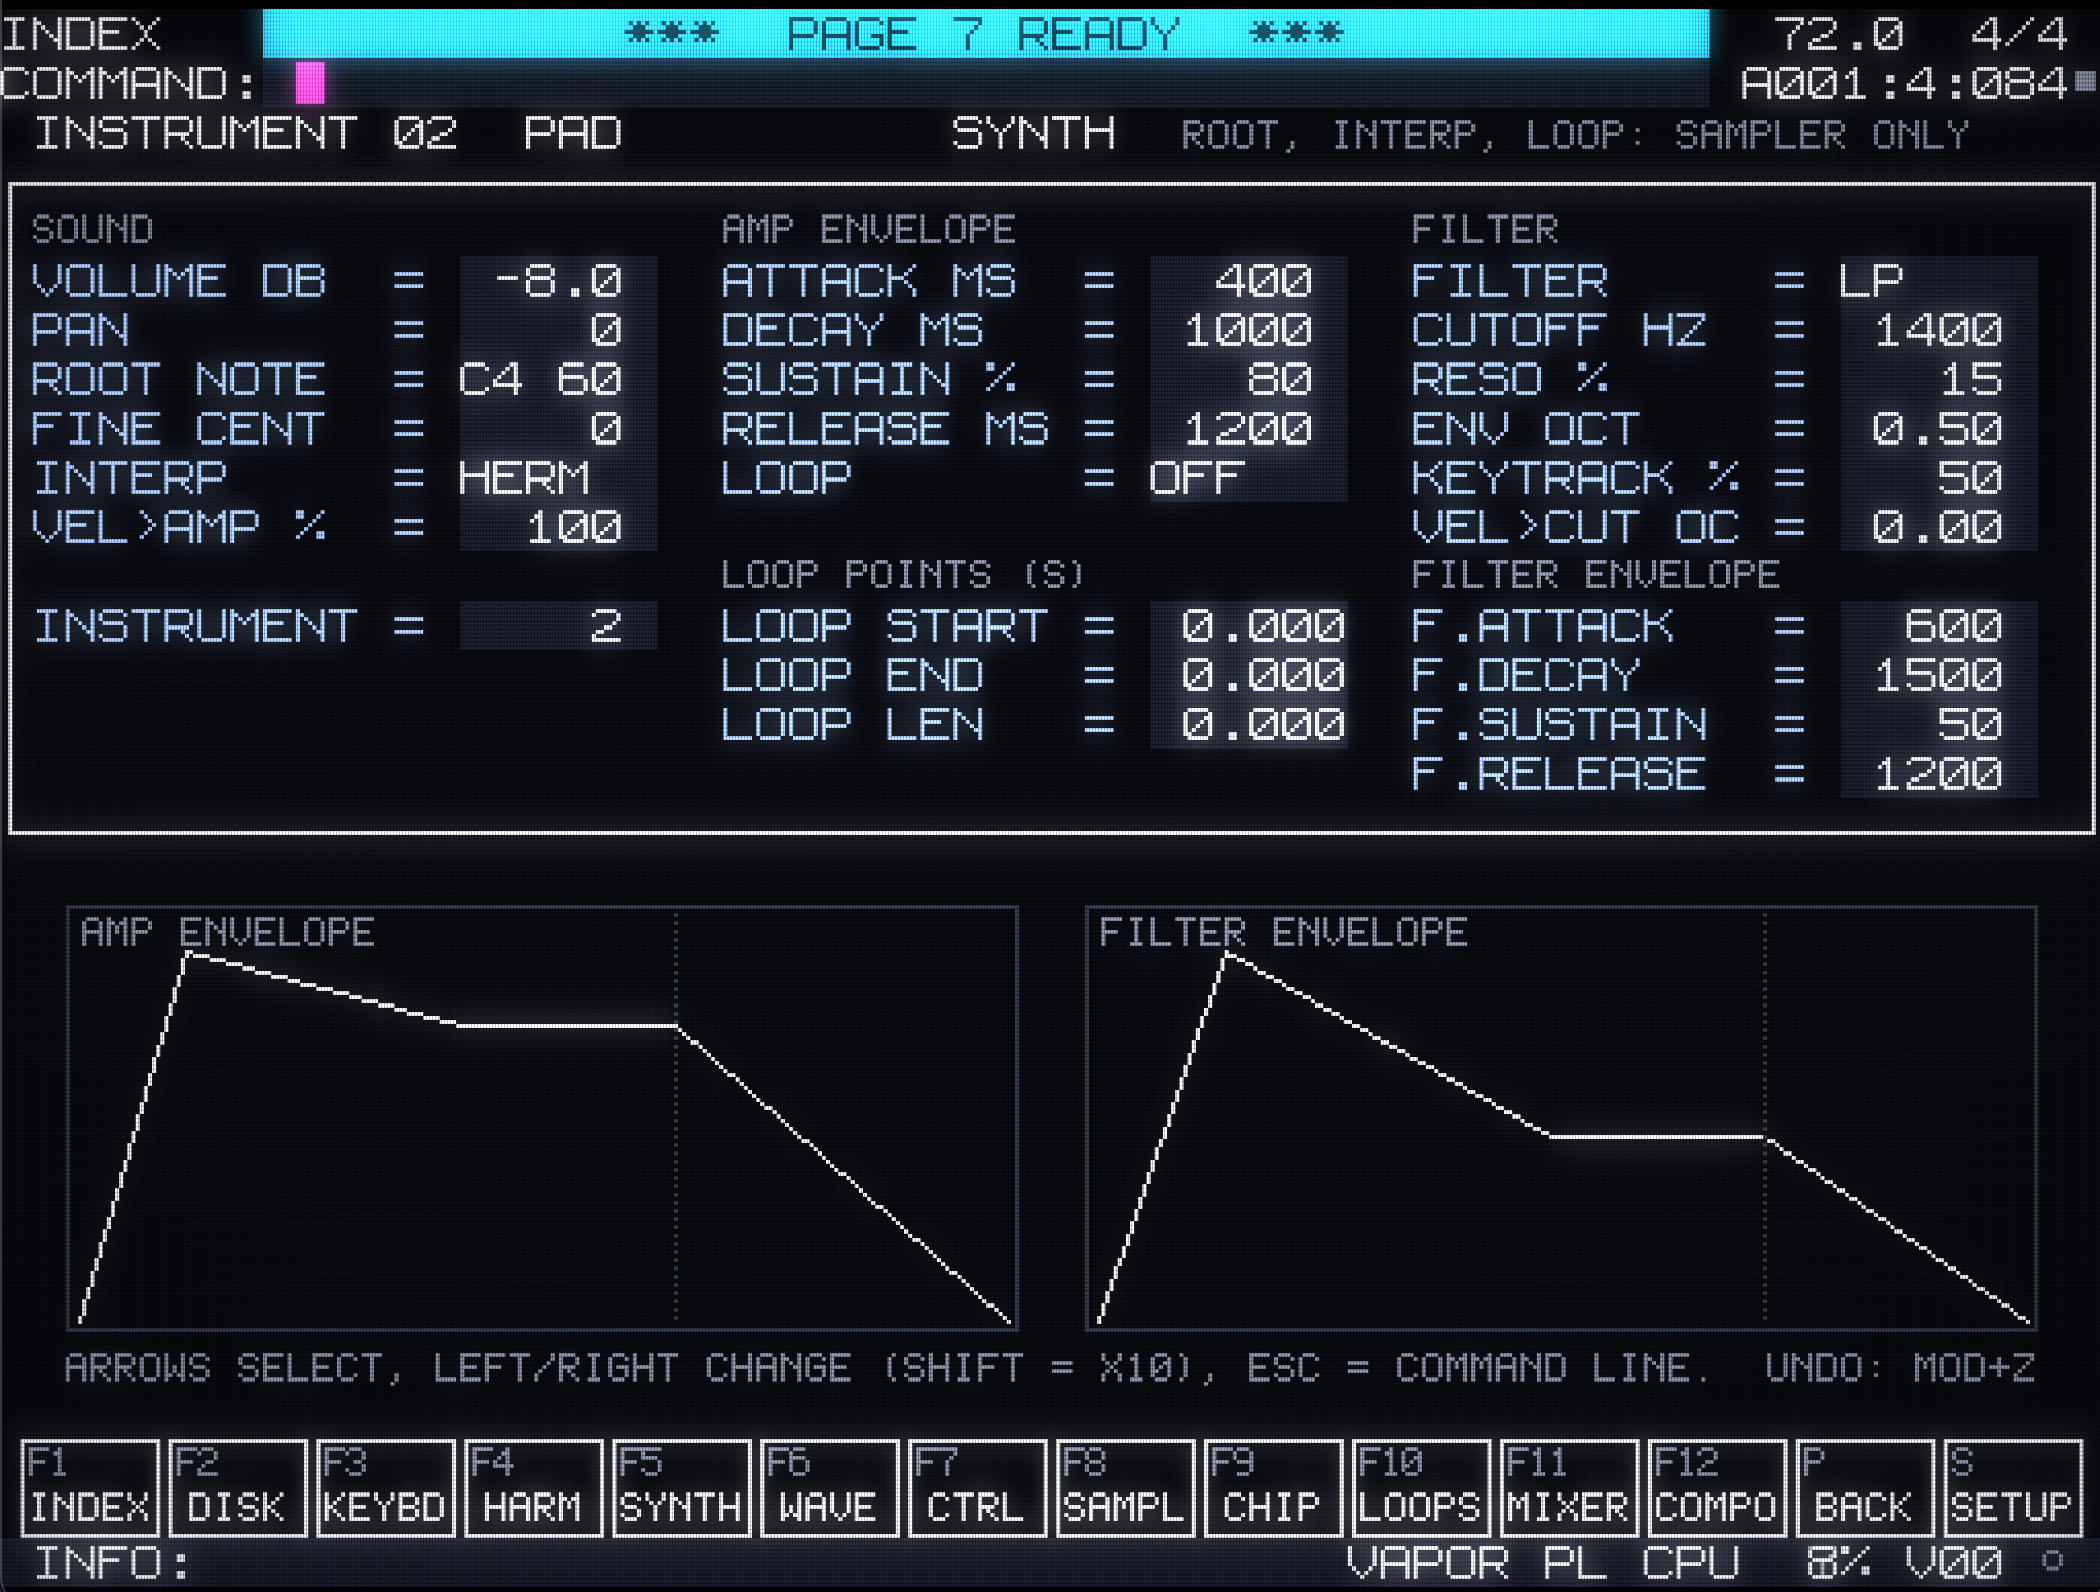 INDEX *** PAGE 7 READY *** 72.0 4/4
COMMAND: A001:4:084
INSTRUMENT 02 PAD SYNTH ROOT, INTERP, LOOP: SAMPLER ONLY
SOUND AMP ENVELOPE FILTER
VOLUME DB = -8.0 ATTACK MS = 400 FILTER = LP
PAN = 0 DECAY MS = 1000 CUTOFF HZ = 1400
ROOT NOTE = C4 60 SUSTAIN % = 80 RESO % = 15
FINE CENT = 0 RELEASE MS = 1200 ENV OCT = 0.50
INTERP = HERM LOOP = OFF KEYTRACK % = 50
VEL>AMP % = 100 VEL>CUT OC = 0.00
LOOP POINTS (S) FILTER ENVELOPE
INSTRUMENT = 2 LOOP START = 0.000 F.ATTACK = 600
LOOP END = 0.000 F.DECAY = 1500
LOOP LEN = 0.000 F.SUSTAIN = 50
F.RELEASE = 1200
AMP ENVELOPE FILTER ENVELOPE
ARROWS SELECT, LEFT/RIGHT CHANGE (SHIFT = X10), ESC = COMMAND LINE. UNDO: MOD+Z
F1 F2 F3 F4 F5 F6 F7 F8 F9 F10 F11 F12 P S
INDEX DISK KEYBD HARM SYNTH WAVE CTRL SAMPL CHIP LOOPS MIXER COMPO BACK SETUP
INFO: VAPOR PL CPU V00